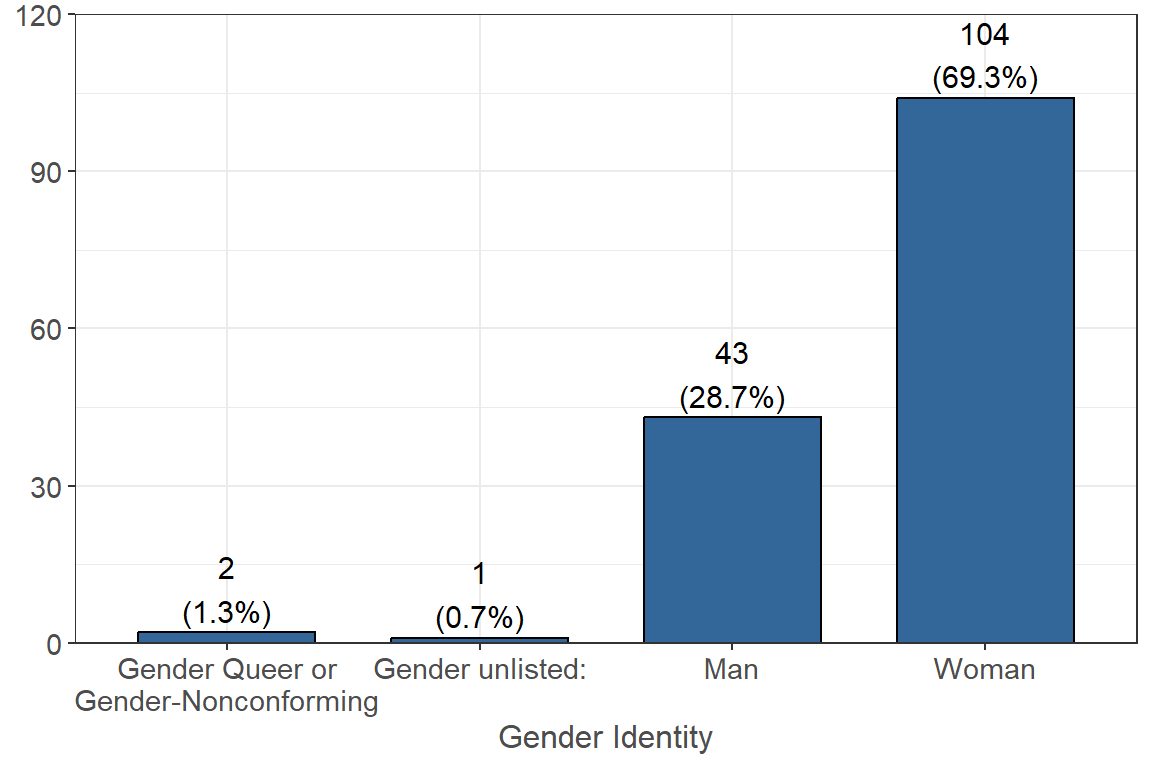 120
90
60
30
0
2
(1.3%)
1
(0.7%)
43
(28.7%)
104
(69.3%)
Gender Queer or
Gender-Nonconforming
Gender unlisted:
Man
Woman
Gender Identity